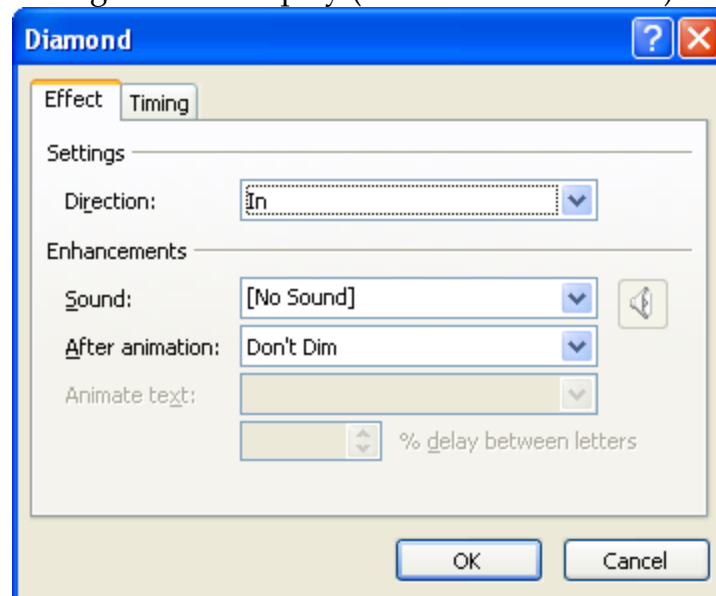 Diamond
Effect Timing
Settings
Direction: In
Enhancements
Sound: [No Sound]
After animation: Don't Dim
Animate text:
% delay between letters
OK Cancel